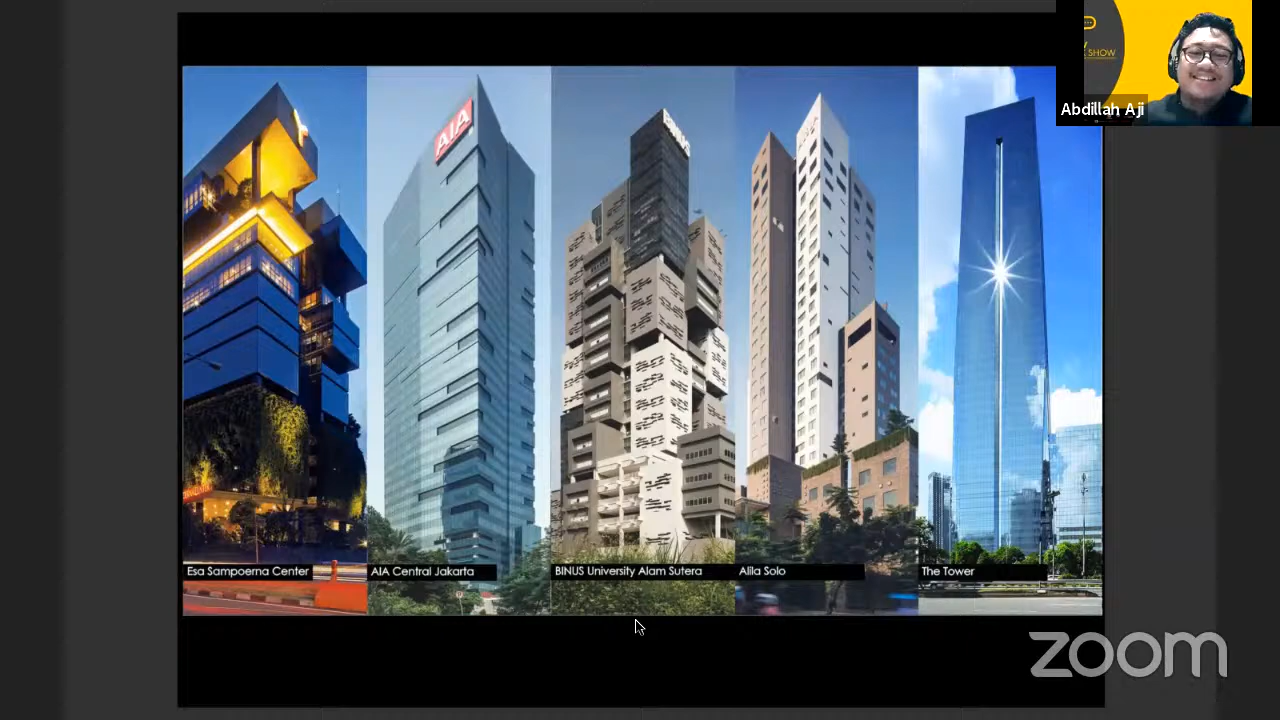 SHOW
Abdillah Aji
AIA
BINUS
Esa Sampoerna Center
AIA Central Jakarta
BINUS University Alam Sutera
Alila Solo
The Tower
zoom